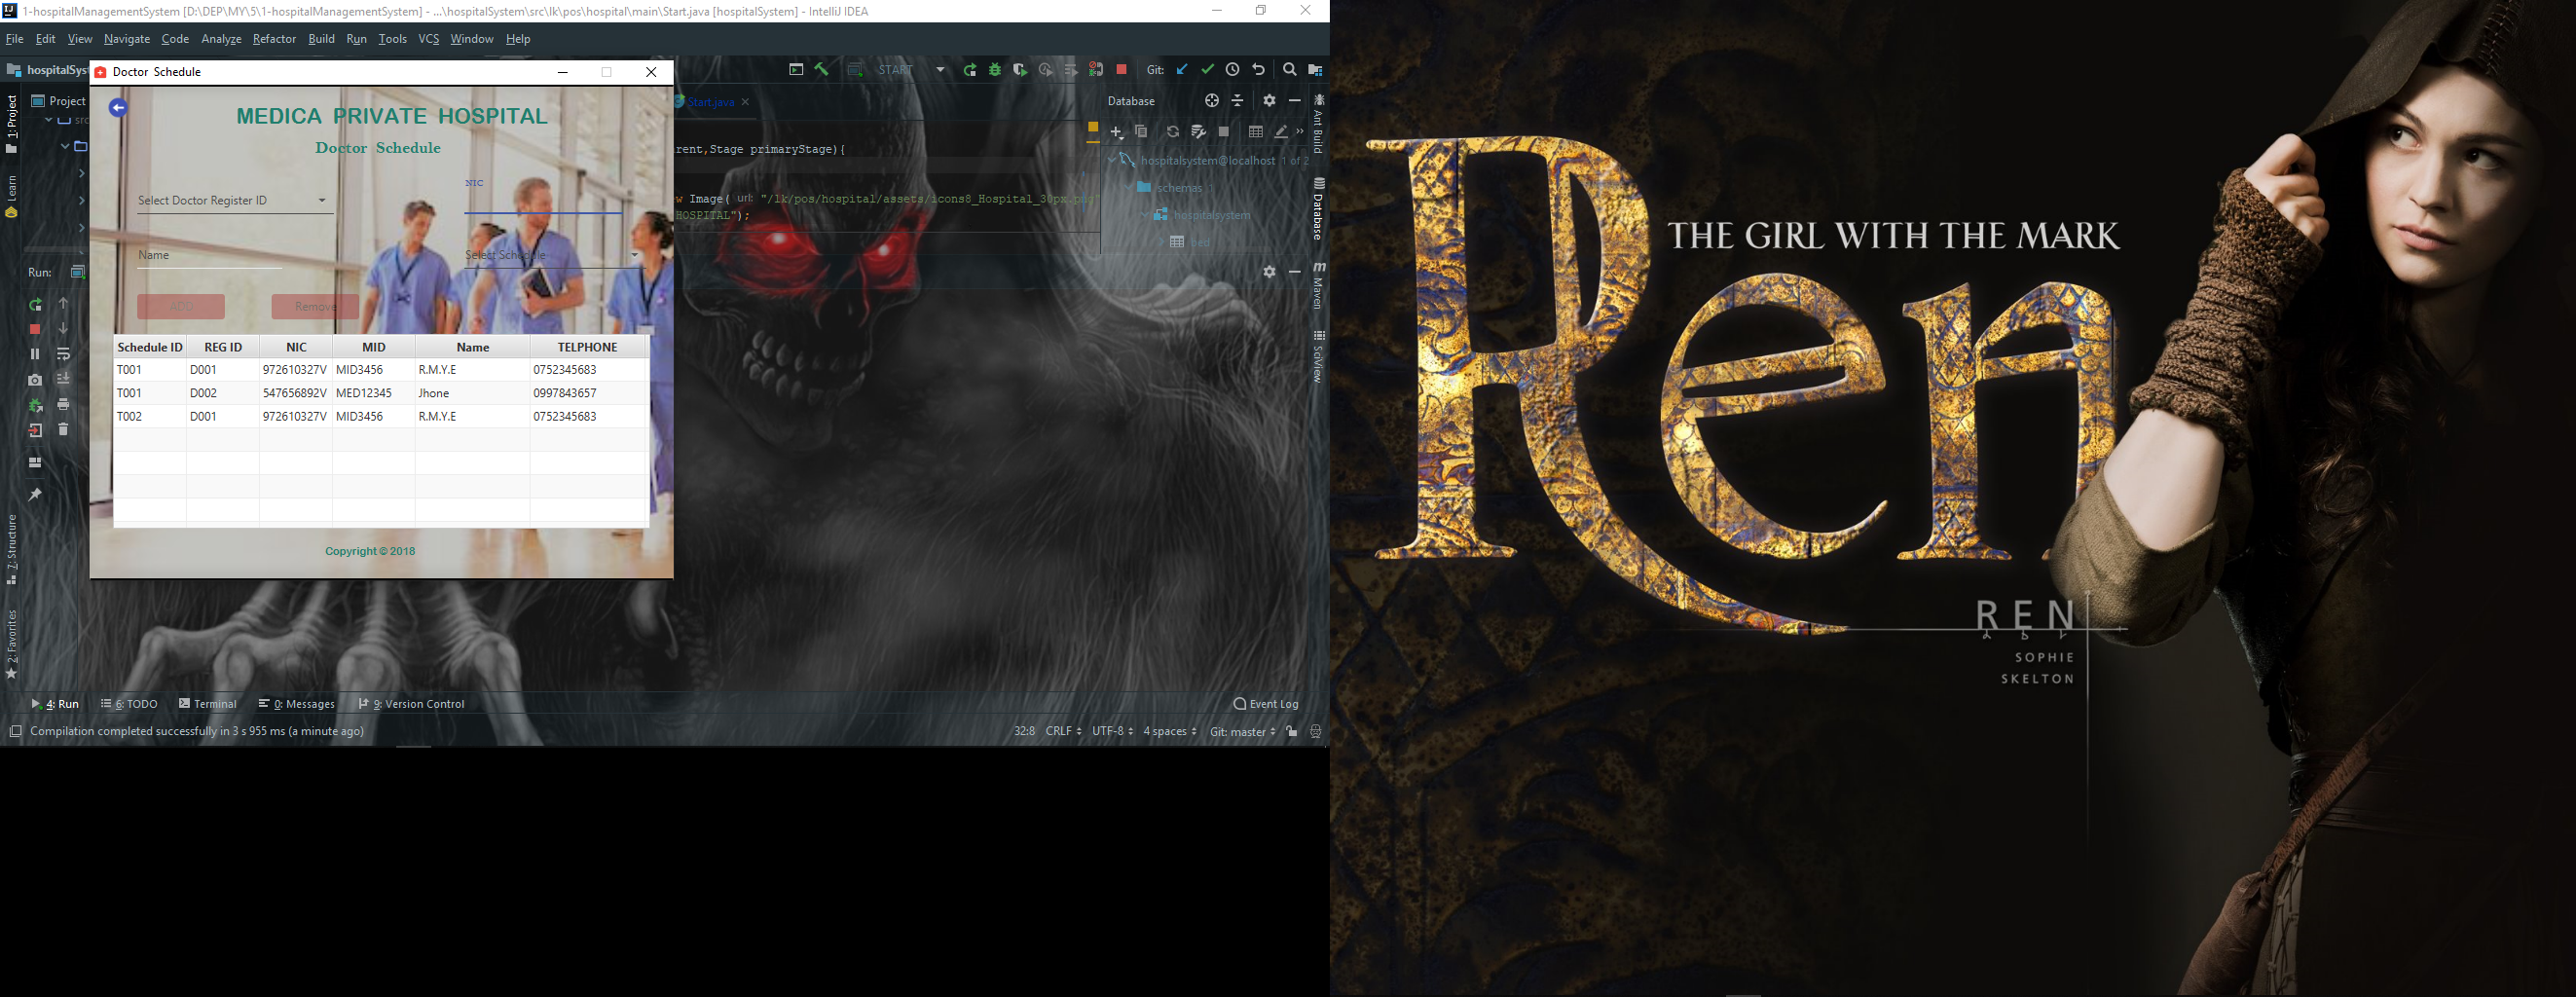 1-hospitalManagementSystem [D:\DEP\MY\5\1-hospitalManagementSystem] - ...\hospitalSystem\src\lk\pos\hospital\main\Start.java [hospitalSystem] - IntelliJ IDEA
File Edit View Navigate Code Analyze Refactor Build Run Tools VCS Window Help
hospitalSyst
START
Git:
Doctor Schedule
1: Project
Learn
7: Structure
2: Favorites
Project
src
Run:
MEDICA PRIVATE HOSPITAL
Doctor Schedule
NIC
Select Doctor Register ID
Name
Select Schedule
ADD Remove
Schedule ID REG ID NIC MID Name TELPHONE
T001 D001 972610327V MID3456 R.M.Y.E 0752345683
T001 D002 547656892V MED12345 Jhone 0997843657
T002 D001 972610327V MID3456 R.M.Y.E 0752345683
Copyright © 2018
Start.java
rent,Stage primaryStage){
w Image( url: "/lk/pos/hospital/assets/icons8_Hospital_30px.png"
HOSPITAL");
Database
hospitalsystem@localhost 1 of 2
schemas 1
hospitalsystem
bed
Ant Build
Database
Maven
SciView
4: Run 6: TODO Terminal 0: Messages 9: Version Control
Event Log
Compilation completed successfully in 3 s 955 ms (a minute ago)
32:8 CRLF UTF-8 4 spaces Git: master
THE GIRL WITH THE MARK
Ren
REN
SOPHIE
SKELTON